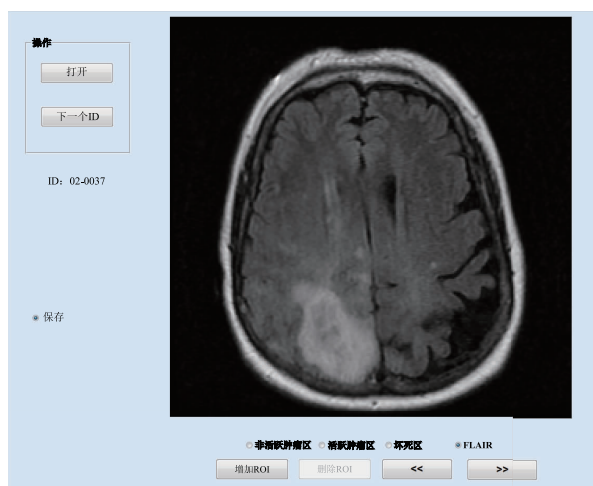 操作
打开
下一个ID
ID：02-0037
保存
非活跃肿瘤区 活跃肿瘤区 坏死区 FLAIR
增加ROI 删除ROI << >>